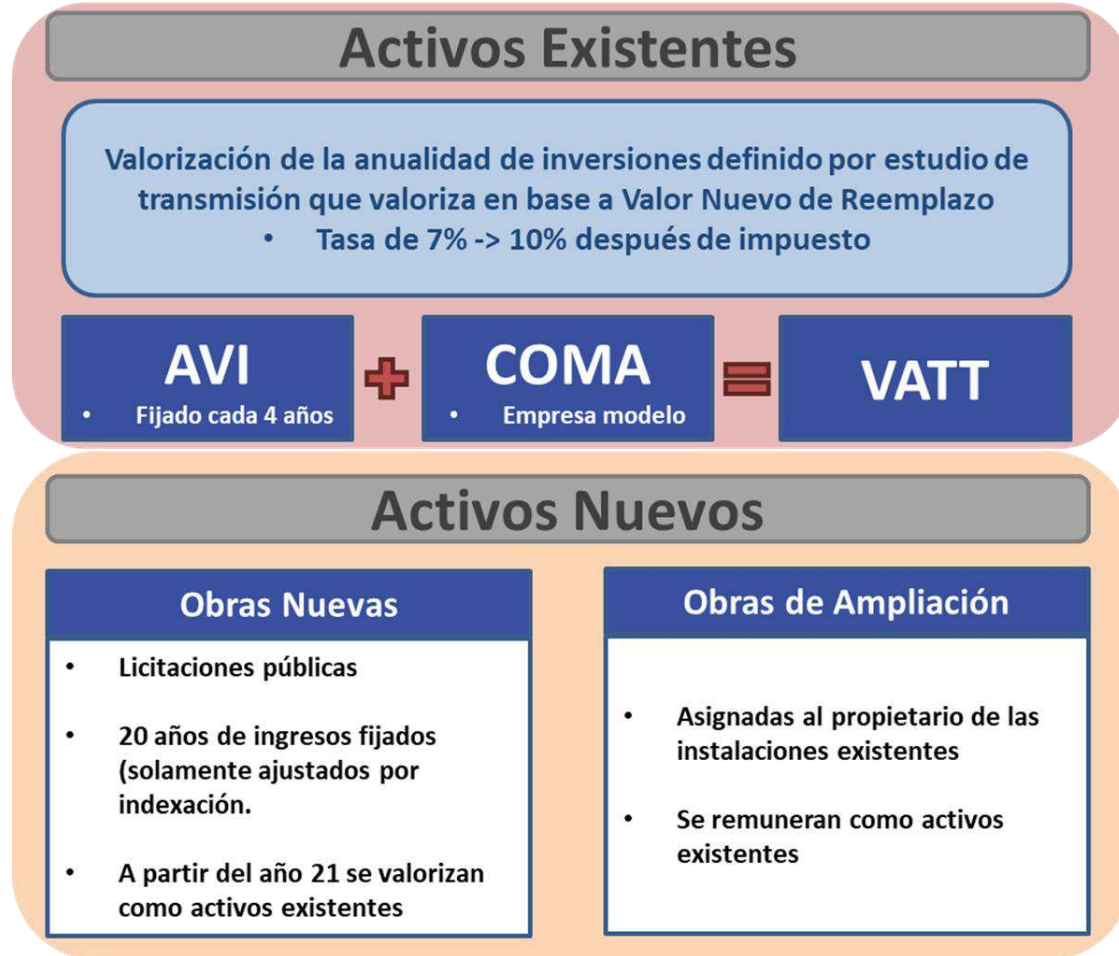 Activos Existentes
Valorización de la anualidad de inversiones definido por estudio de
transmisión que valoriza en base a Valor Nuevo de Reemplazo
• Tasa de 7% -> 10% después de impuesto
AVI
• Fijado cada 4 años
+
COMA
• Empresa modelo
=
VATT
Activos Nuevos
Obras Nuevas
• Licitaciones públicas
• 20 años de ingresos fijados
(solamente ajustados por
indexación.
• A partir del año 21 se valorizan
como activos existentes
Obras de Ampliación
• Asignadas al propietario de las
instalaciones existentes
• Se remuneran como activos
existentes